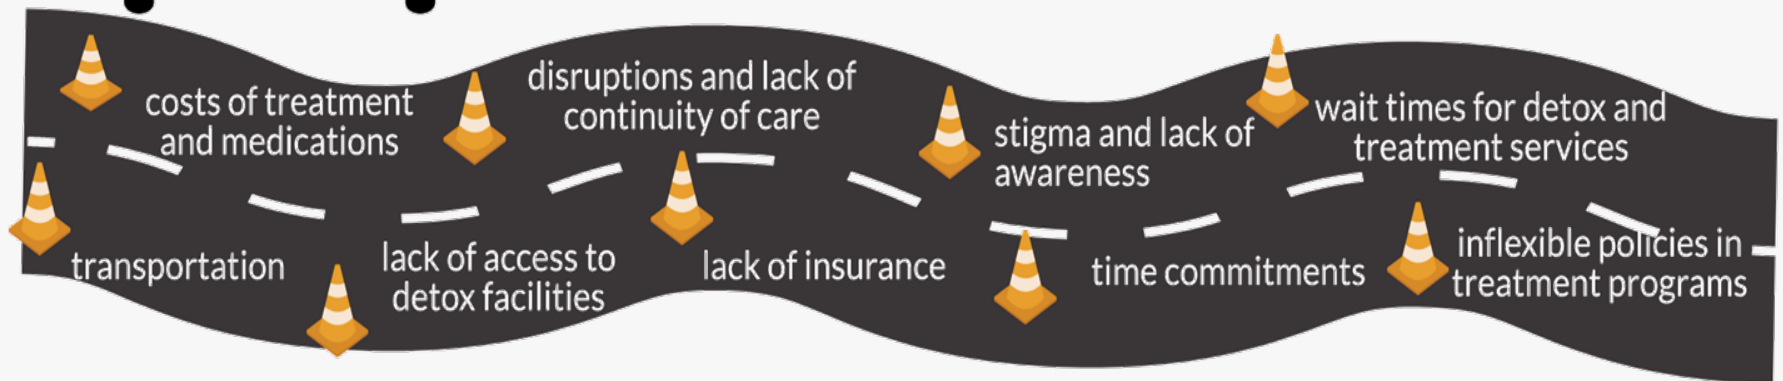 costs of treatment
and medications
disruptions and lack of
continuity of care
stigma and lack of
awareness
wait times for detox and
treatment services
transportation
lack of access to
detox facilities
lack of insurance
time commitments
inflexible policies in
treatment programs